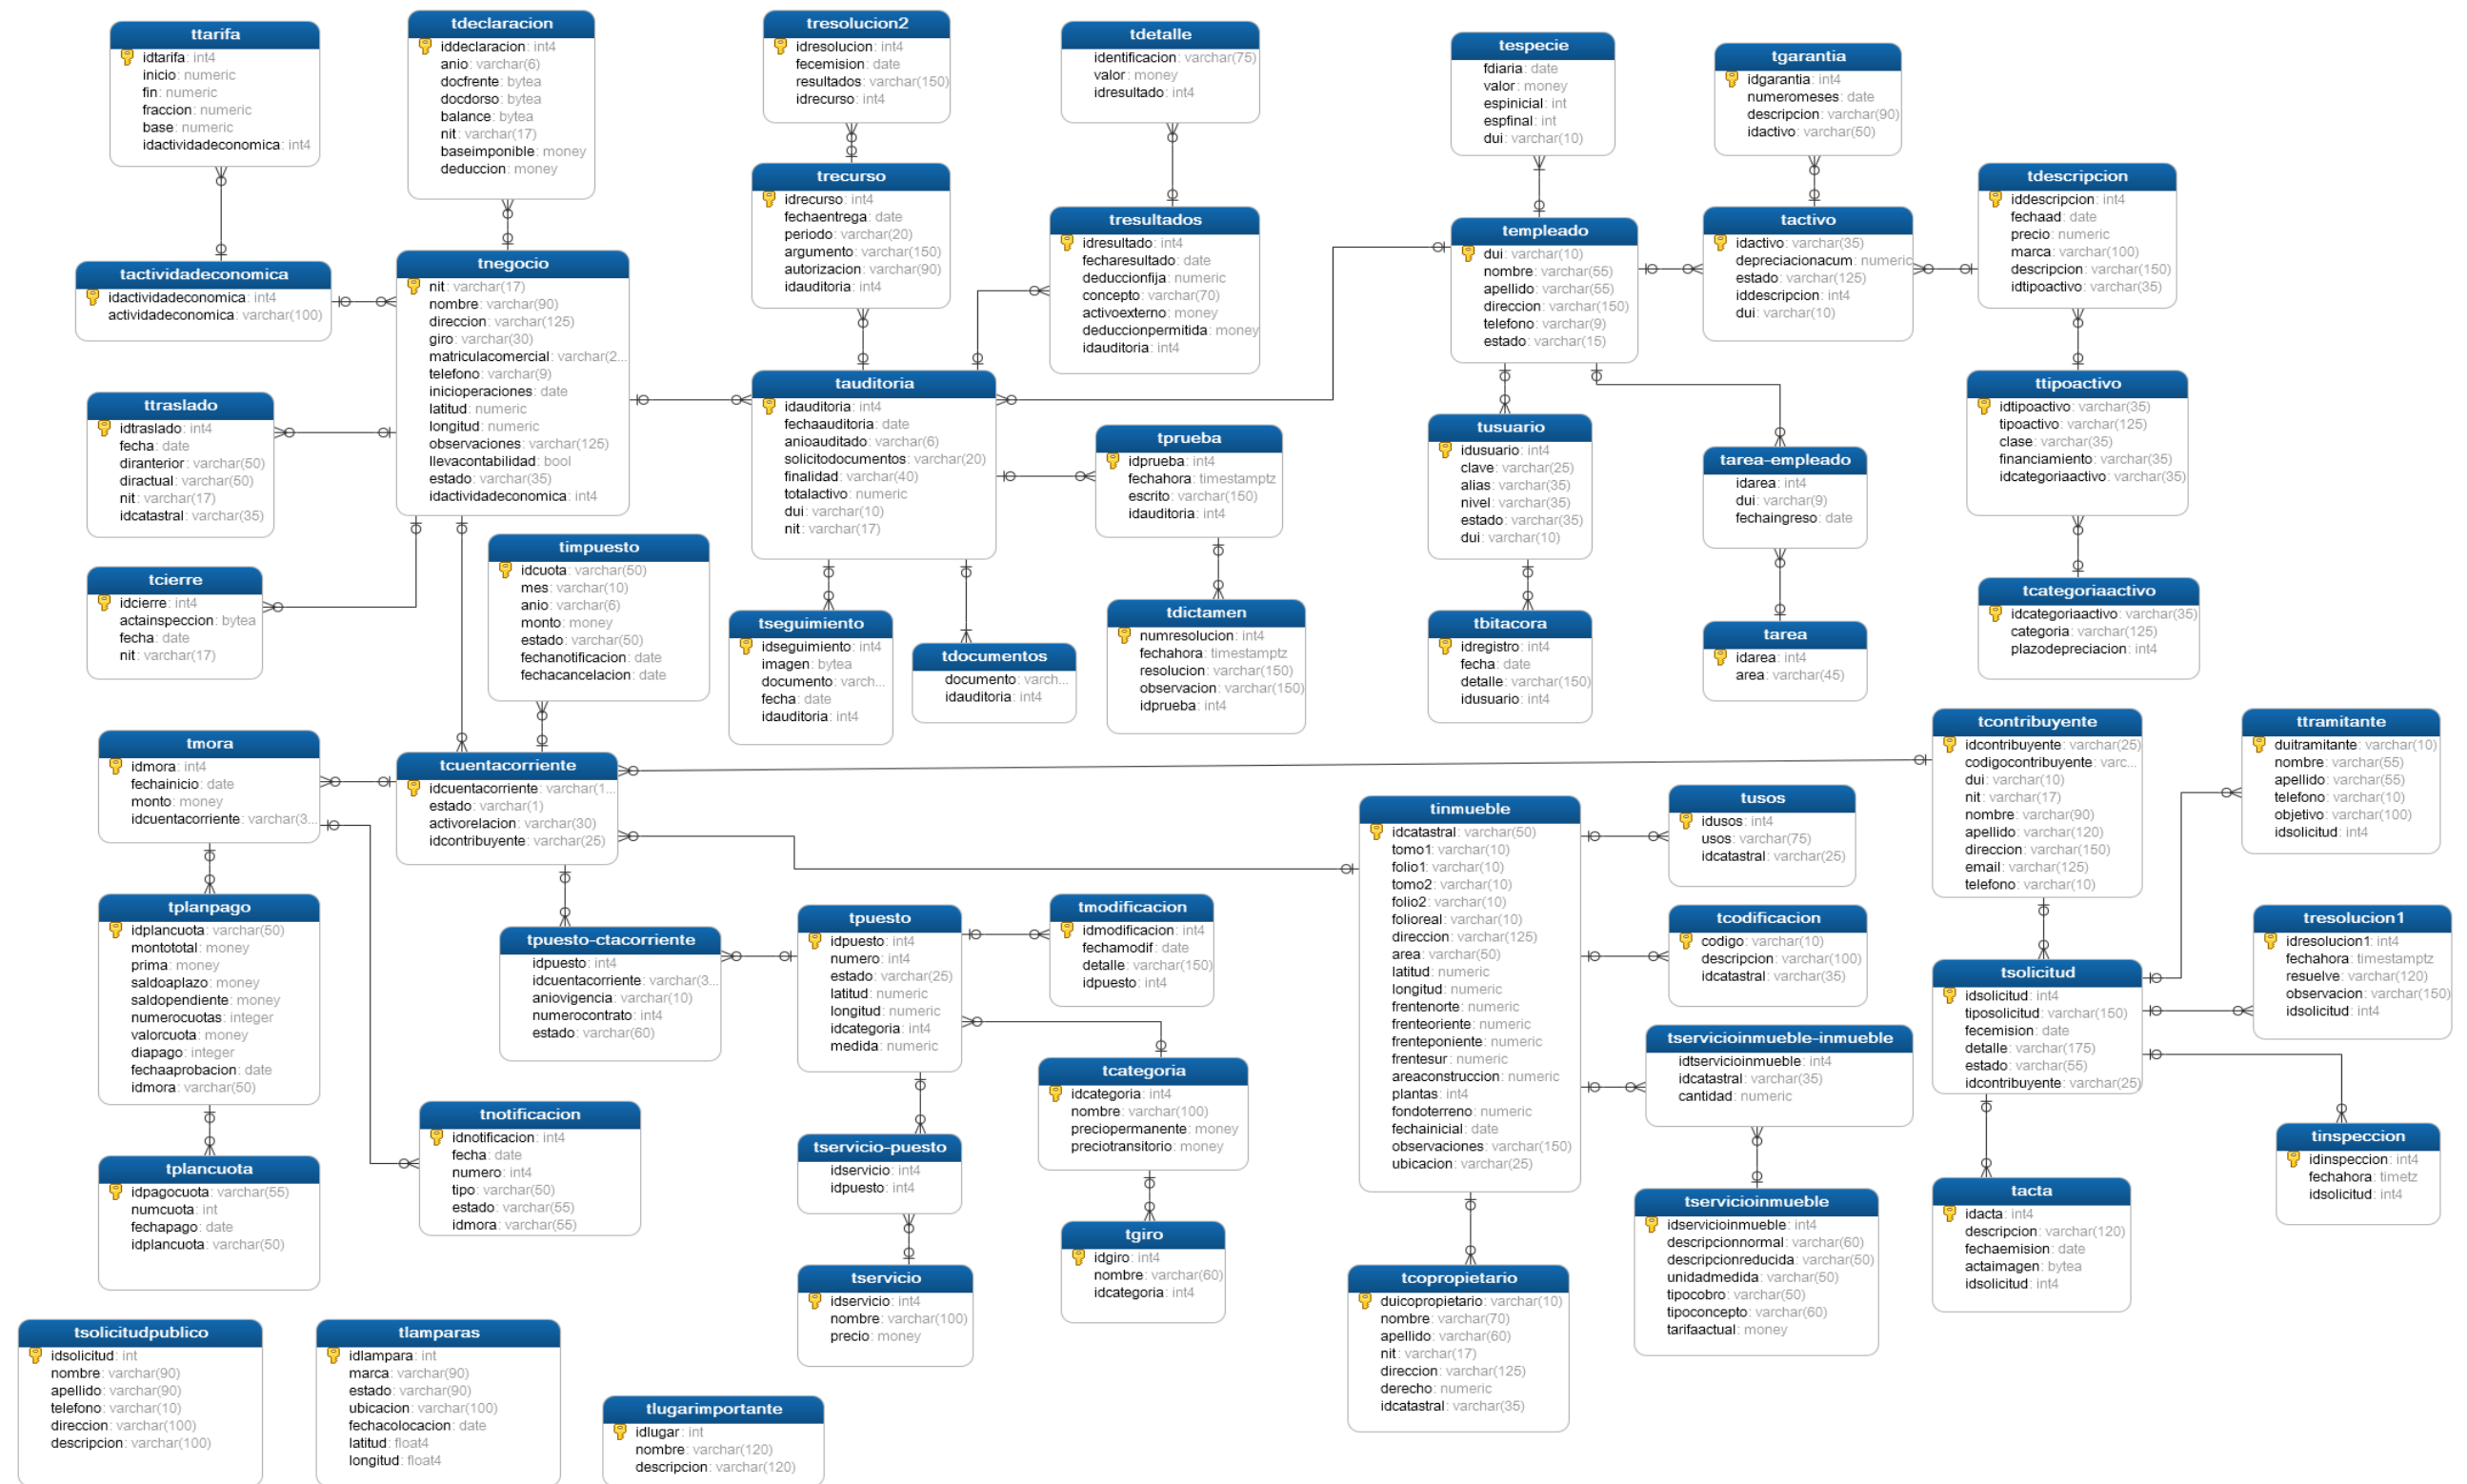 ttarifa
idtarifa: int4
inicio: numeric
fin: numeric
fraccion: numeric
base: numeric
idactividadeconomica: int4
tdeclaracion
iddeclaracion: int4
anio: varchar(6)
docfrente: bytea
docdorso: bytea
balance: bytea
nit: varchar(17)
baseimponible: money
deduccion: money
tresolucion2
idresolucion: int4
fecemision: date
resultados: varchar(150)
idrecurso: int4
tdetalle
identificacion: varchar(75)
valor: money
idresultado: int4
tespecie
fdiaria: date
valor: money
espinicial: int
espfinal: int
dui: varchar(10)
tgarantia
idgarantia: int4
numeromeses: date
descripcion: varchar(90)
idactivo: varchar(50)
tdescripcion
iddescripcion: int4
fechaad: date
precio: numeric
marca: varchar(100)
descripcion: varchar(150)
idtipoactivo: varchar(35)
tactividadeconomica
idactividadeconomica: int4
actividadeconomica: varchar(100)
tnegocio
nit: varchar(17)
nombre: varchar(90)
direccion: varchar(125)
giro: varchar(30)
matriculacomercial: varchar(2...
telefono: varchar(9)
inicioperaciones: date
latitud: numeric
longitud: numeric
observaciones: varchar(125)
llevacontabilidad: bool
estado: varchar(35)
idactividadeconomica: int4
trecurso
idrecurso: int4
fechaentrega: date
periodo: varchar(20)
argumento: varchar(150)
autorizacion: varchar(90)
idauditoria: int4
tresultados
idresultado: int4
fecharesultado: date
deduccionfija: numeric
concepto: varchar(70)
activoexterno: money
deduccionpermitida: money
idauditoria: int4
templeado
dui: varchar(10)
nombre: varchar(55)
apellido: varchar(55)
direccion: varchar(150)
telefono: varchar(9)
estado: varchar(15)
tactivo
idactivo: varchar(35)
depreciacionacum: numeric
estado: varchar(125)
iddescripcion: int4
dui: varchar(10)
ttraslado
idtraslado: int4
fecha: date
diranterior: varchar(50)
diractual: varchar(50)
nit: varchar(17)
idcatastral: varchar(35)
tauditoria
idauditoria: int4
fechaauditoria: date
anioauditado: varchar(6)
solicitodocumentos: varchar(20)
finalidad: varchar(40)
totalactivo: numeric
dui: varchar(10)
nit: varchar(17)
tprueba
idprueba: int4
fechahora: timestamptz
escrito: varchar(150)
idauditoria: int4
tusuario
idusuario: int4
clave: varchar(25)
alias: varchar(35)
nivel: varchar(35)
estado: varchar(35)
dui: varchar(10)
tarea-empleado
idarea: int4
dui: varchar(9)
fechaingreso: date
ttipoactivo
idtipoactivo: varchar(35)
tipoactivo: varchar(125)
clase: varchar(35)
financiamiento: varchar(35)
idcategoriaactivo: varchar(35)
tcierre
idcierre: int4
actainspeccion: bytea
fecha: date
nit: varchar(17)
timpuesto
idcuota: varchar(50)
mes: varchar(10)
anio: varchar(6)
monto: money
estado: varchar(50)
fechanotificacion: date
fechacancelacion: date
tseguimiento
idseguimiento: int4
imagen: bytea
documento: varch...
fecha: date
idauditoria: int4
tdocumentos
documento: varch...
idauditoria: int4
tdictamen
numresolucion: int4
fechahora: timestamptz
resolucion: varchar(150)
observacion: varchar(150)
idprueba: int4
tbitacora
idregistro: int4
fecha: date
detalle: varchar(150)
idusuario: int4
tarea
idarea: int4
area: varchar(45)
tcategoriaactivo
idcategoriaactivo: varchar(35)
categoria: varchar(125)
plazodepreciacion: int4
tmora
idmora: int4
fechainicio: date
monto: money
idcuentacorriente: varchar(3...
tcuentacorriente
idcuentacorriente: varchar(1...
estado: varchar(1)
activorelacion: varchar(30)
idcontribuyente: varchar(25)
tcontribuyente
idcontribuyente: varchar(25)
codigocontribuyente: varc...
dui: varchar(10)
nit: varchar(17)
nombre: varchar(90)
apellido: varchar(120)
direccion: varchar(150)
email: varchar(125)
telefono: varchar(10)
ttramitante
duitramitante: varchar(10)
nombre: varchar(55)
apellido: varchar(55)
telefono: varchar(10)
objetivo: varchar(100)
idsolicitud: int4
tinmueble
idcatastral: varchar(50)
tomo1: varchar(10)
folio1: varchar(10)
tomo2: varchar(10)
folio2: varchar(10)
folioreal: varchar(10)
direccion: varchar(125)
area: varchar(50)
latitud: numeric
longitud: numeric
frentenorte: numeric
frenteoriente: numeric
frenteponiente: numeric
frentesur: numeric
areaconstruccion: numeric
plantas: int4
fondoterreno: numeric
fechainicial: date
observaciones: varchar(150)
ubicacion: varchar(25)
tusos
idusos: int4
usos: varchar(75)
idcatastral: varchar(25)
tplanpago
idplancuota: varchar(50)
montototal: money
prima: money
saldoaplazo: money
saldopendiente: money
numerocuotas: integer
valorcuota: money
diapago: integer
fechaaprobacion: date
idmora: varchar(50)
tpuesto-ctacorriente
idpuesto: int4
idcuentacorriente: varchar(3...
aniovigencia: varchar(10)
numerocontrato: int4
estado: varchar(60)
tpuesto
idpuesto: int4
numero: int4
estado: varchar(25)
latitud: numeric
longitud: numeric
idcategoria: int4
medida: numeric
tmodificacion
idmodificacion: int4
fechamodif: date
detalle: varchar(150)
idpuesto: int4
tcodificacion
codigo: varchar(10)
descripcion: varchar(100)
idcatastral: varchar(35)
tsolicitud
idsolicitud: int4
tiposolicitud: varchar(150)
fecemision: date
detalle: varchar(175)
estado: varchar(55)
idcontribuyente: varchar(25)
tresolucion1
idresolucion1: int4
fechahora: timestamptz
resuelve: varchar(120)
observacion: varchar(150)
idsolicitud: int4
tservicioinmueble-inmueble
idtservicioinmueble: int4
idcatastral: varchar(35)
cantidad: numeric
tcategoria
idcategoria: int4
nombre: varchar(100)
preciopermanente: money
preciotransitorio: money
tnotificacion
idnotificacion: int4
fecha: date
numero: int4
tipo: varchar(50)
estado: varchar(55)
idmora: varchar(55)
tservicio-puesto
idservicio: int4
idpuesto: int4
tinspeccion
idinspeccion: int4
fechahora: timetz
idsolicitud: int4
tplancuota
idpagocuota: varchar(55)
numcuota: int
fechapago: date
idplancuota: varchar(50)
tacta
idacta: int4
descripcion: varchar(120)
fechaemision: date
actaimagen: bytea
idsolicitud: int4
tservicioinmueble
idservicioinmueble: int4
descripcionnormal: varchar(60)
descripcionreducida: varchar(50)
unidadmedida: varchar(50)
tipocobro: varchar(50)
tipoconcepto: varchar(60)
tarifaactual: money
tgiro
idgiro: int4
nombre: varchar(60)
idcategoria: int4
tservicio
idservicio: int4
nombre: varchar(100)
precio: money
tcopropietario
duicopropietario: varchar(10)
nombre: varchar(70)
apellido: varchar(60)
nit: varchar(17)
direccion: varchar(125)
derecho: numeric
idcatastral: varchar(35)
tsolicitudpublico
idsolicitud: int
nombre: varchar(90)
apellido: varchar(90)
telefono: varchar(10)
direccion: varchar(100)
descripcion: varchar(100)
tlamparas
idlampara: int
marca: varchar(90)
estado: varchar(90)
ubicacion: varchar(100)
fechacolocacion: date
latitud: float4
longitud: float4
tlugarimportante
idlugar: int
nombre: varchar(120)
descripcion: varchar(120)